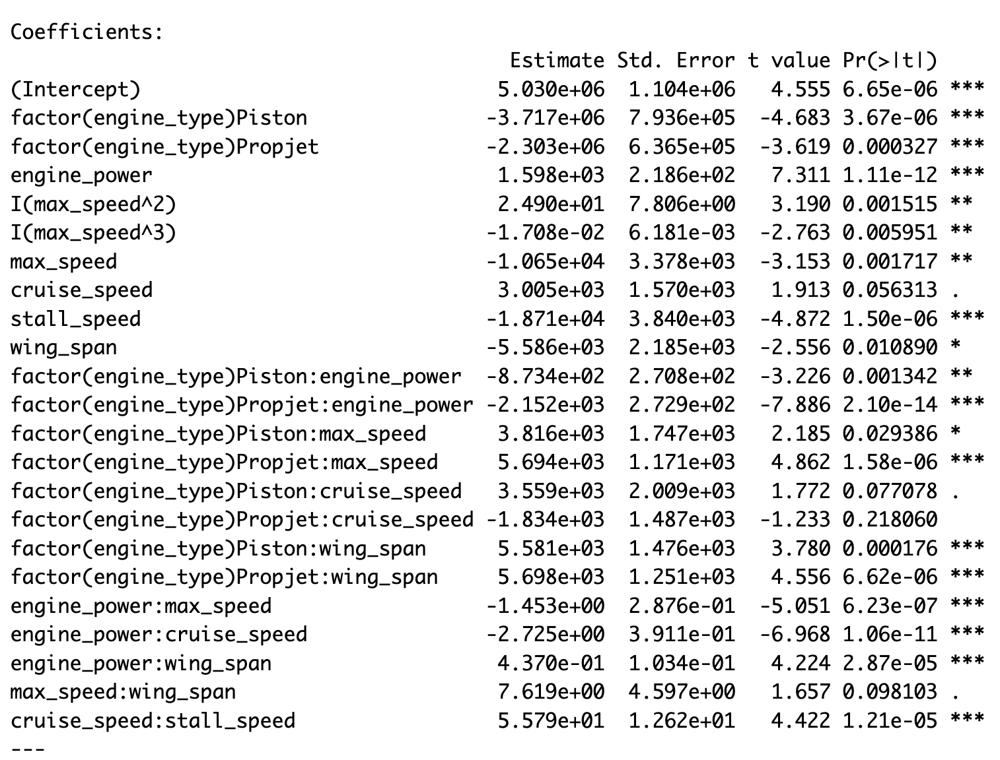 Coefficients:
Estimate Std. Error t value Pr(>|t|)
(Intercept) 5.030e+06 1.104e+06 4.555 6.65e-06 ***
factor(engine_type)Piston -3.717e+06 7.936e+05 -4.683 3.67e-06 ***
factor(engine_type)Propjet -2.303e+06 6.365e+05 -3.619 0.000327 ***
engine_power 1.598e+03 2.186e+02 7.311 1.11e-12 ***
I(max_speed^2) 2.490e+01 7.806e+00 3.190 0.001515 **
I(max_speed^3) -1.708e-02 6.181e-03 -2.763 0.005951 **
max_speed -1.065e+04 3.378e+03 -3.153 0.001717 **
cruise_speed 3.005e+03 1.570e+03 1.913 0.056313 .
stall_speed -1.871e+04 3.840e+03 -4.872 1.50e-06 ***
wing_span -5.586e+03 2.185e+03 -2.556 0.010890 *
factor(engine_type)Piston:engine_power -8.734e+02 2.708e+02 -3.226 0.001342 **
factor(engine_type)Propjet:engine_power -2.152e+03 2.729e+02 -7.886 2.10e-14 ***
factor(engine_type)Piston:max_speed 3.816e+03 1.747e+03 2.185 0.029386 *
factor(engine_type)Propjet:max_speed 5.694e+03 1.171e+03 4.862 1.58e-06 ***
factor(engine_type)Piston:cruise_speed 3.559e+03 2.009e+03 1.772 0.077078 .
factor(engine_type)Propjet:cruise_speed -1.834e+03 1.487e+03 -1.233 0.218060
factor(engine_type)Piston:wing_span 5.581e+03 1.476e+03 3.780 0.000176 ***
factor(engine_type)Propjet:wing_span 5.698e+03 1.251e+03 4.556 6.62e-06 ***
engine_power:max_speed -1.453e+00 2.876e-01 -5.051 6.23e-07 ***
engine_power:cruise_speed -2.725e+00 3.911e-01 -6.968 1.06e-11 ***
engine_power:wing_span 4.370e-01 1.034e-01 4.224 2.87e-05 ***
max_speed:wing_span 7.619e+00 4.597e+00 1.657 0.098103 .
cruise_speed:stall_speed 5.579e+01 1.262e+01 4.422 1.21e-05 ***
---